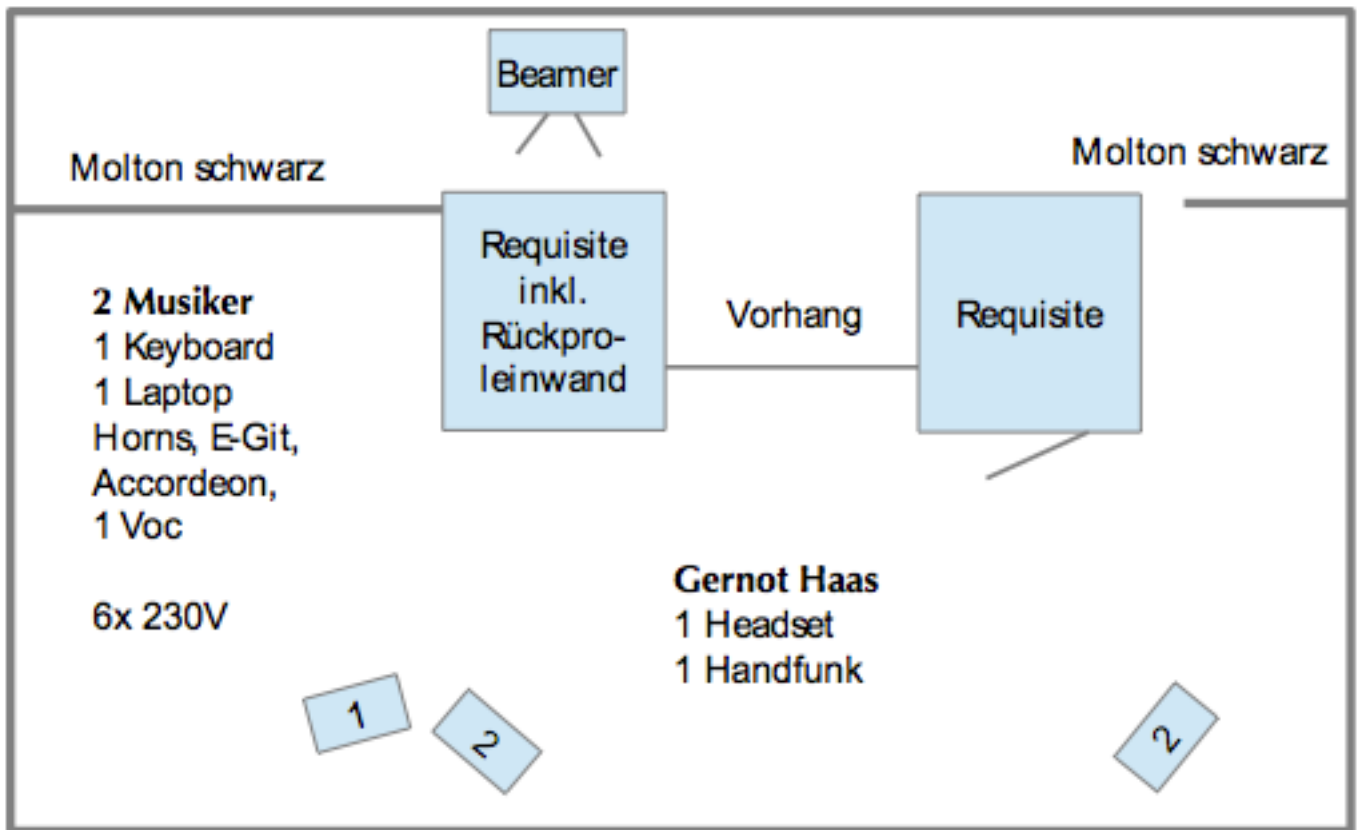 Beamer
Molton schwarz
Molton schwarz
Requisite
inkl.
Rückpro-
leinwand
Vorhang
Requisite
2 Musiker
1 Keyboard
1 Laptop
Horns, E-Git,
Accordeon,
1 Voc
6x 230V
Gernot Haas
1 Headset
1 Handfunk
1
2
2